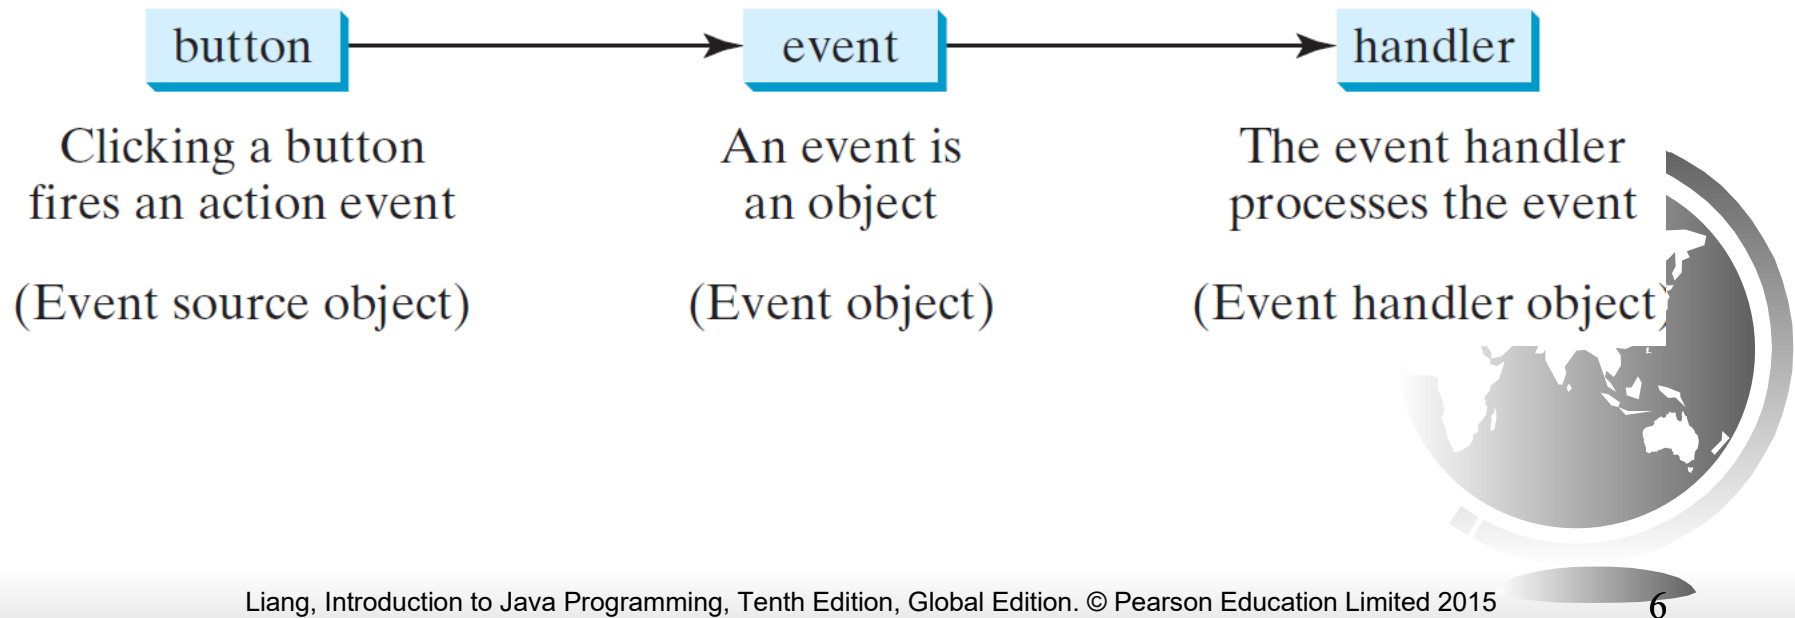 button
event
handler
Clicking a button
fires an action event
An event is
an object
The event handler
processes the event
(Event source object)
(Event object)
(Event handler object)
Liang, Introduction to Java Programming, Tenth Edition, Global Edition. © Pearson Education Limited 2015
6